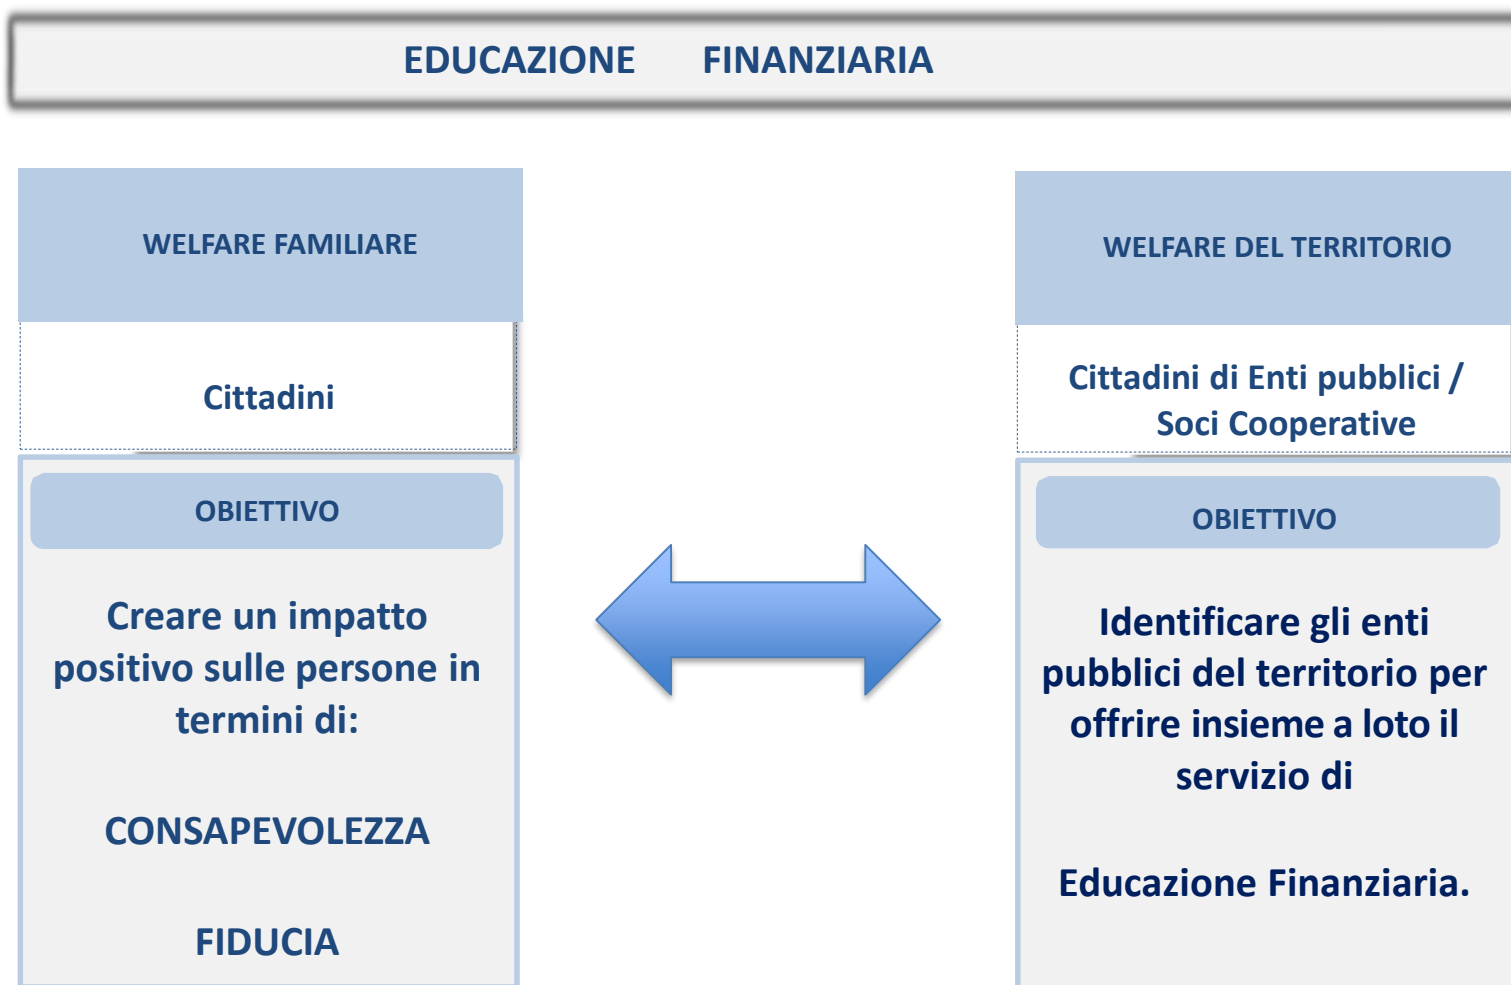 EDUCAZIONE FINANZIARIA
WELFARE FAMILIARE
Cittadini
OBIETTIVO
Creare un impatto
positivo sulle persone in
termini di:
CONSAPEVOLEZZA
FIDUCIA
WELFARE DEL TERRITORIO
Cittadini di Enti pubblici /
Soci Cooperative
OBIETTIVO
Identificare gli enti
pubblici del territorio per
offrire insieme a loto il
servizio di
Educazione Finanziaria.